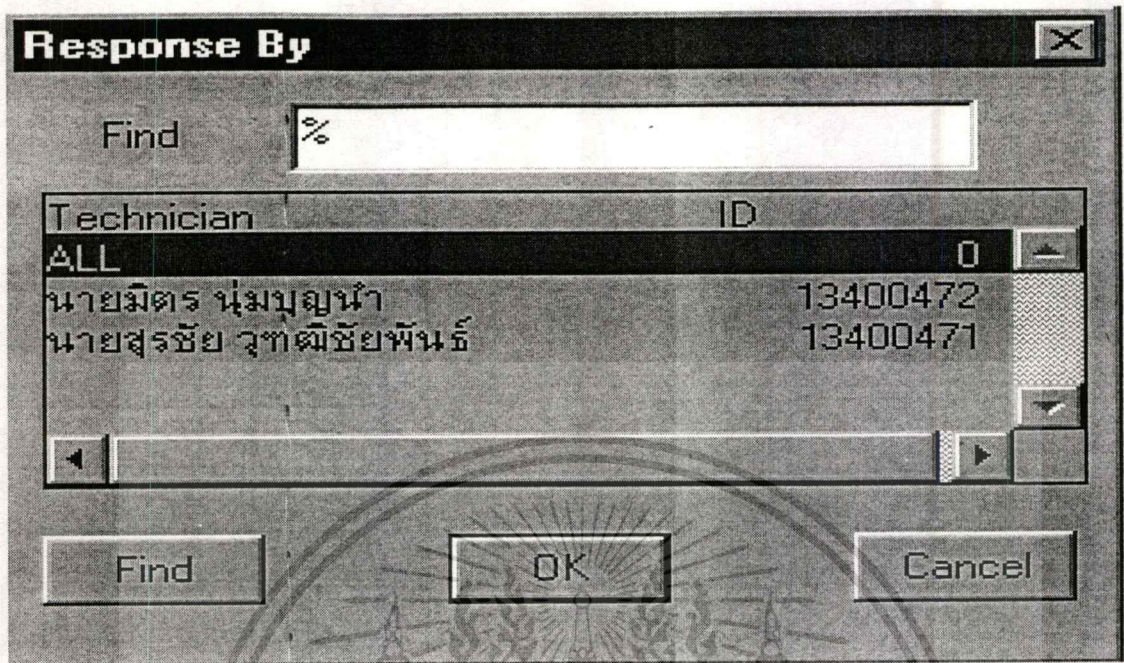 Response By
Find %
Technician ID
ALL 0
นายมิตร นุ่มบุญนำ 13400472
นายสุรชัย วุฑฒิชัยพันธ์ 13400471
Find OK Cancel